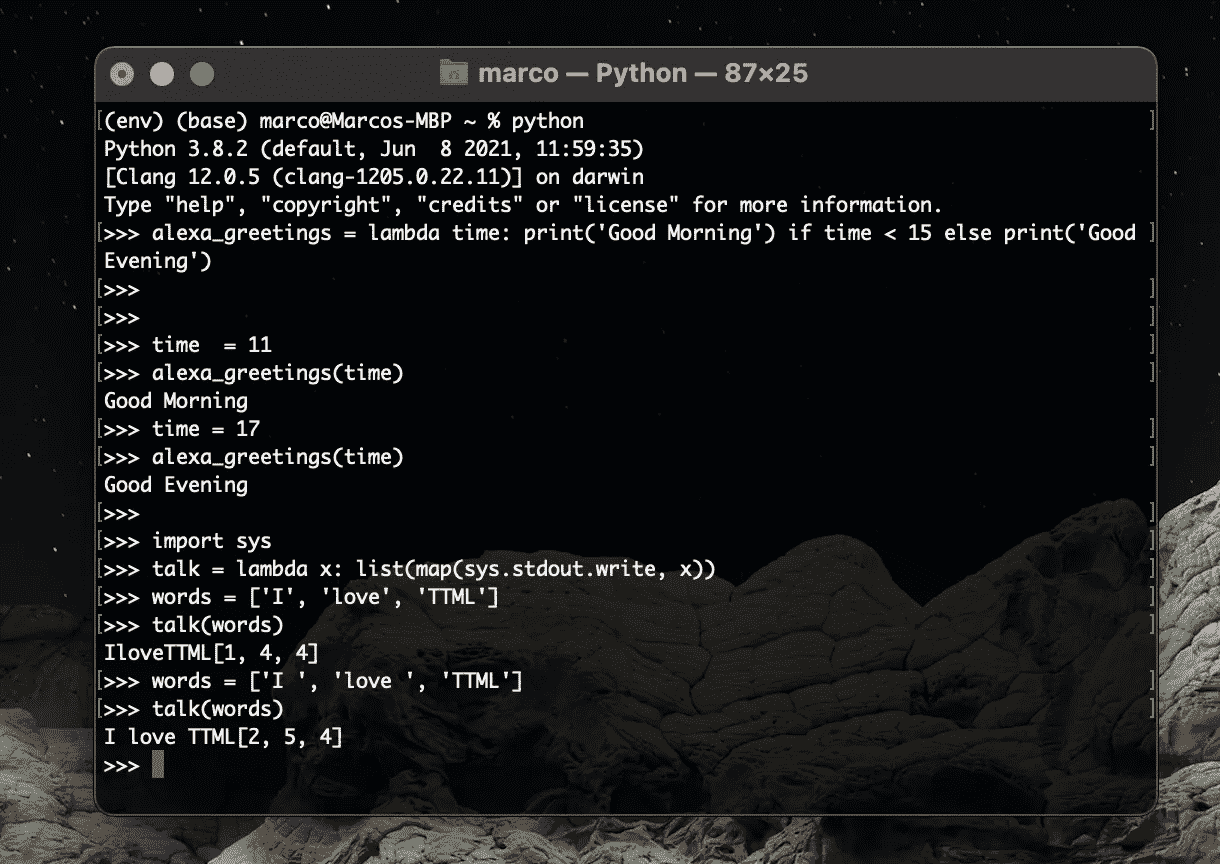 marco — Python — 87×25
(env) (base) marco@Marcos-MBP ~ % python
Python 3.8.2 (default, Jun  8 2021, 11:59:35)
[Clang 12.0.5 (clang-1205.0.22.11)] on darwin
Type "help", "copyright", "credits" or "license" for more information.
>>> alexa_greetings = lambda time: print('Good Morning') if time < 15 else print('Good
Evening')
>>>
>>>
>>> time  = 11
>>> alexa_greetings(time)
Good Morning
>>> time = 17
>>> alexa_greetings(time)
Good Evening
>>>
>>> import sys
>>> talk = lambda x: list(map(sys.stdout.write, x))
>>> words = ['I', 'love', 'TTML']
>>> talk(words)
IloveTTML[1, 4, 4]
>>> words = ['I ', 'love ', 'TTML']
>>> talk(words)
I love TTML[2, 5, 4]
>>>